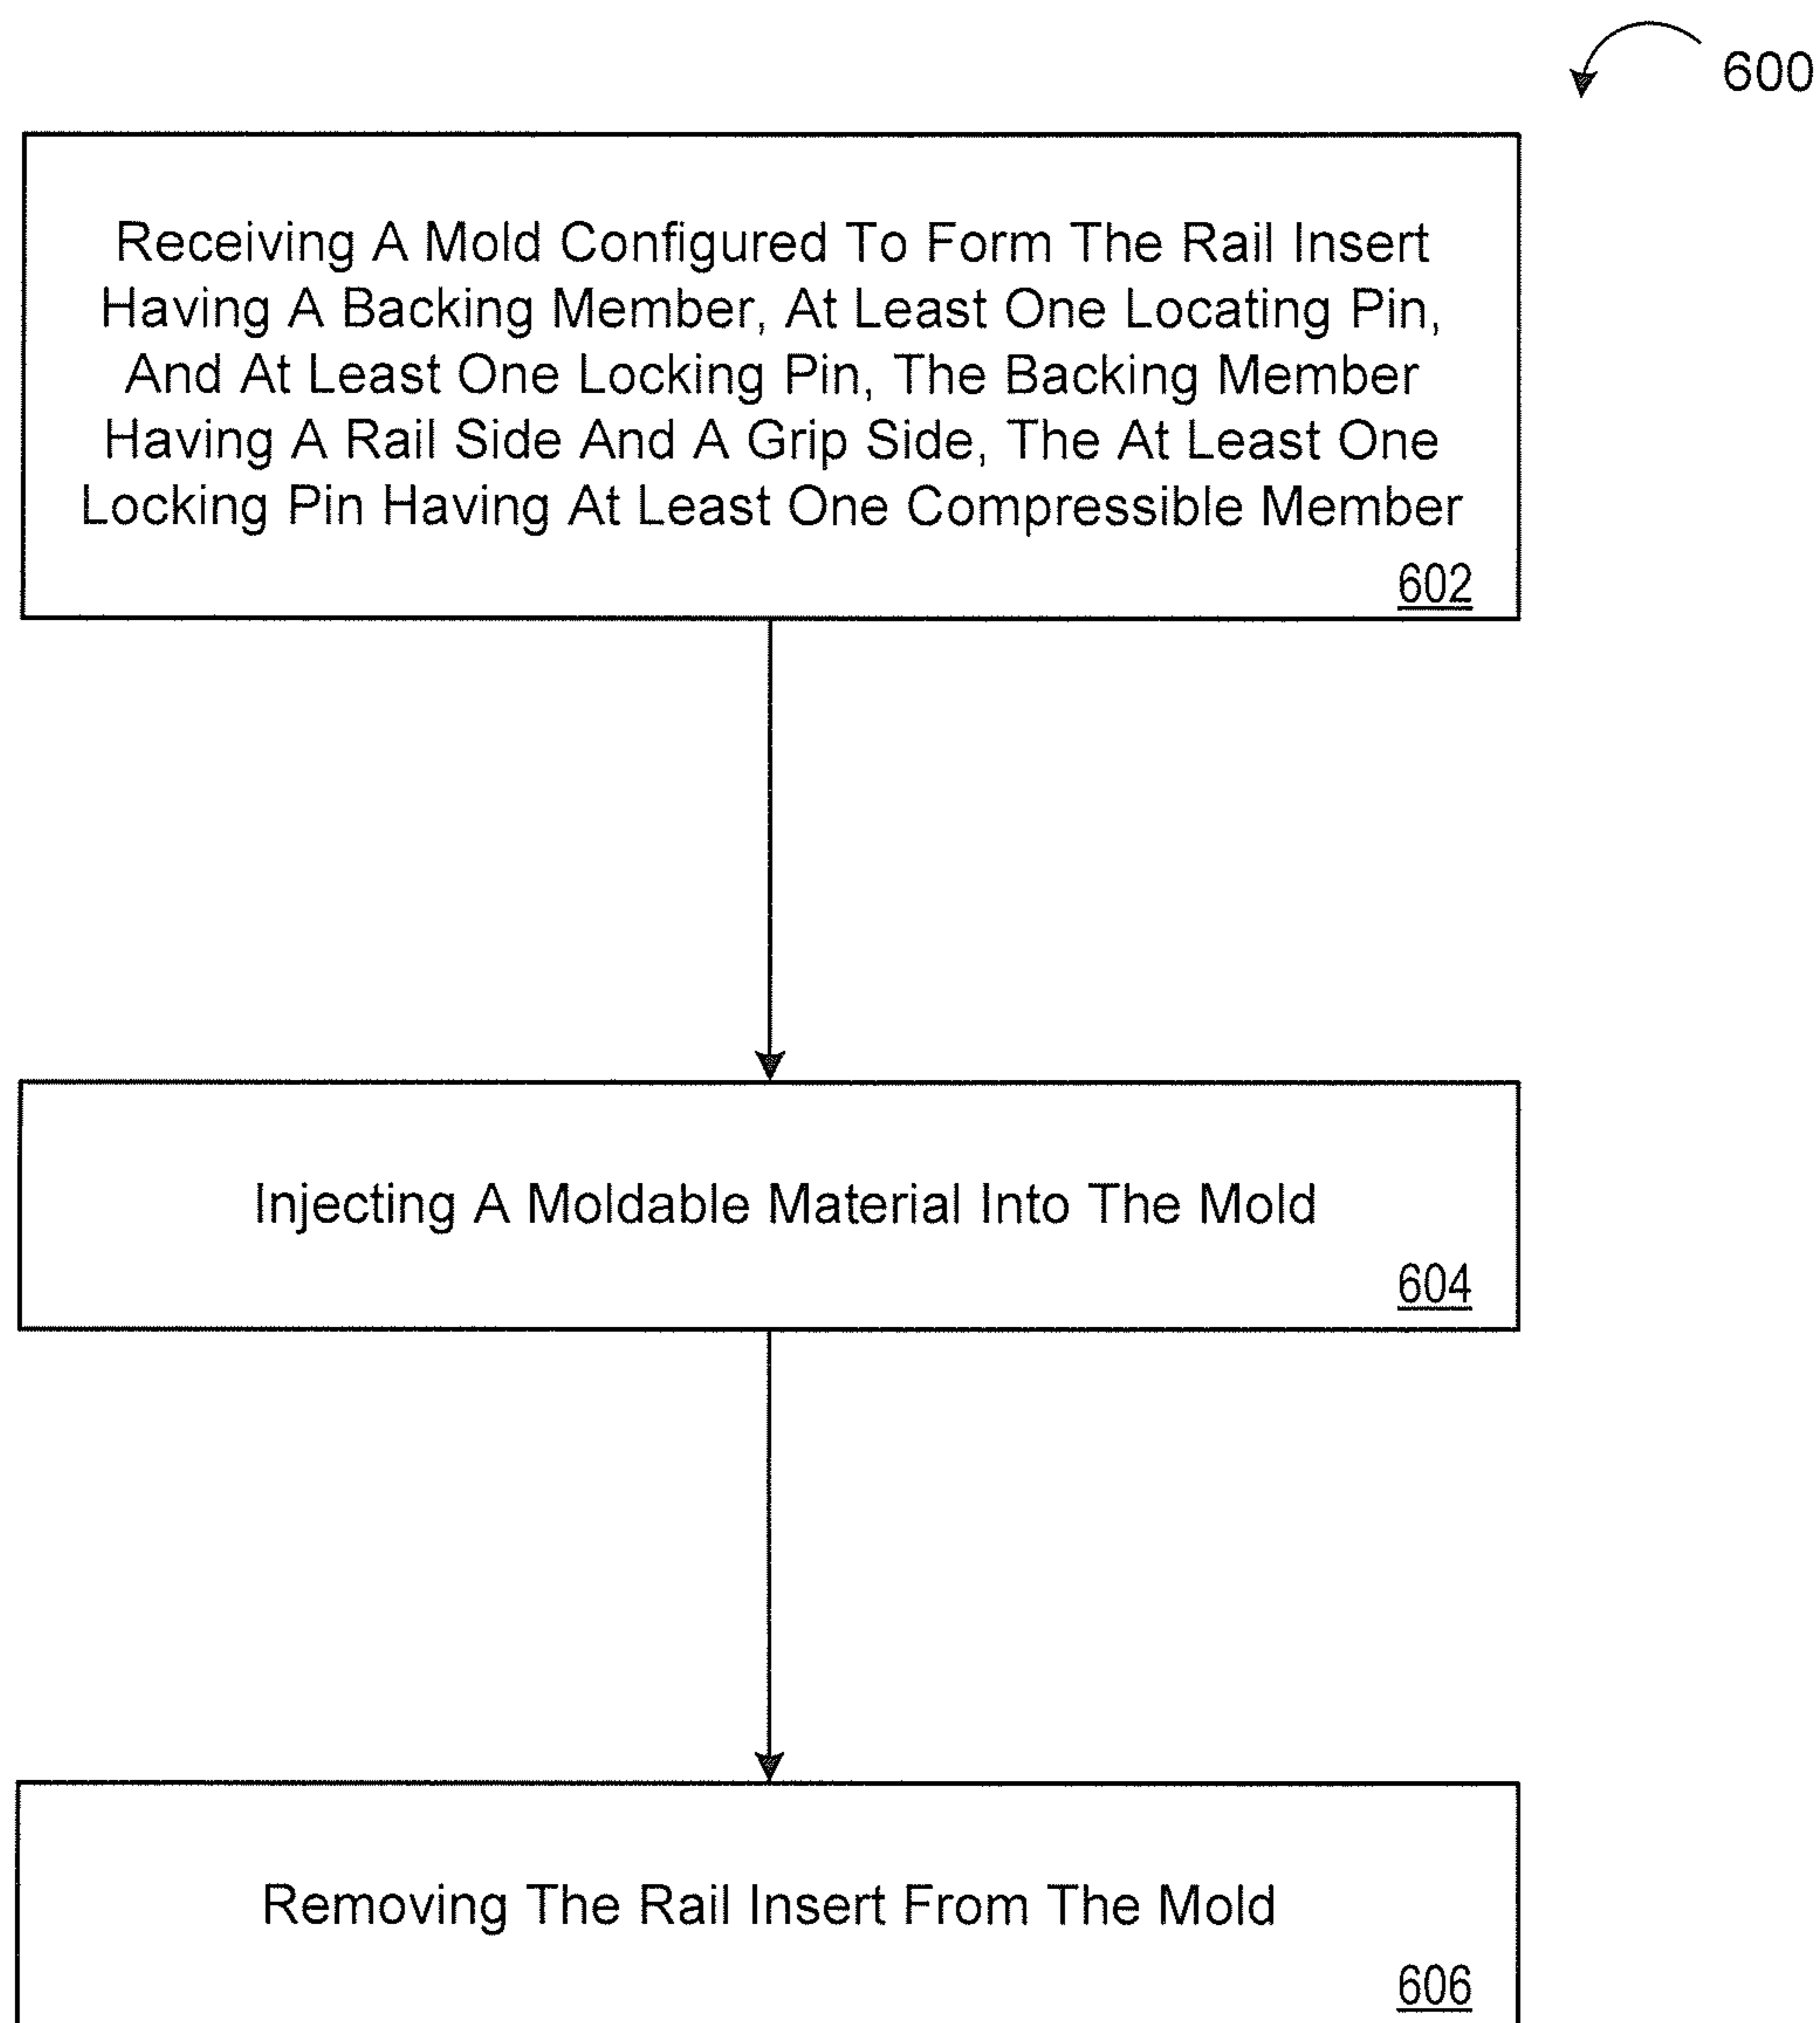 600
Receiving A Mold Configured To Form The Rail Insert
Having A Backing Member, At Least One Locating Pin,
And At Least One Locking Pin, The Backing Member
Having A Rail Side And A Grip Side, The At Least One
Locking Pin Having At Least One Compressible Member
602
Injecting A Moldable Material Into The Mold
604
Removing The Rail Insert From The Mold
606